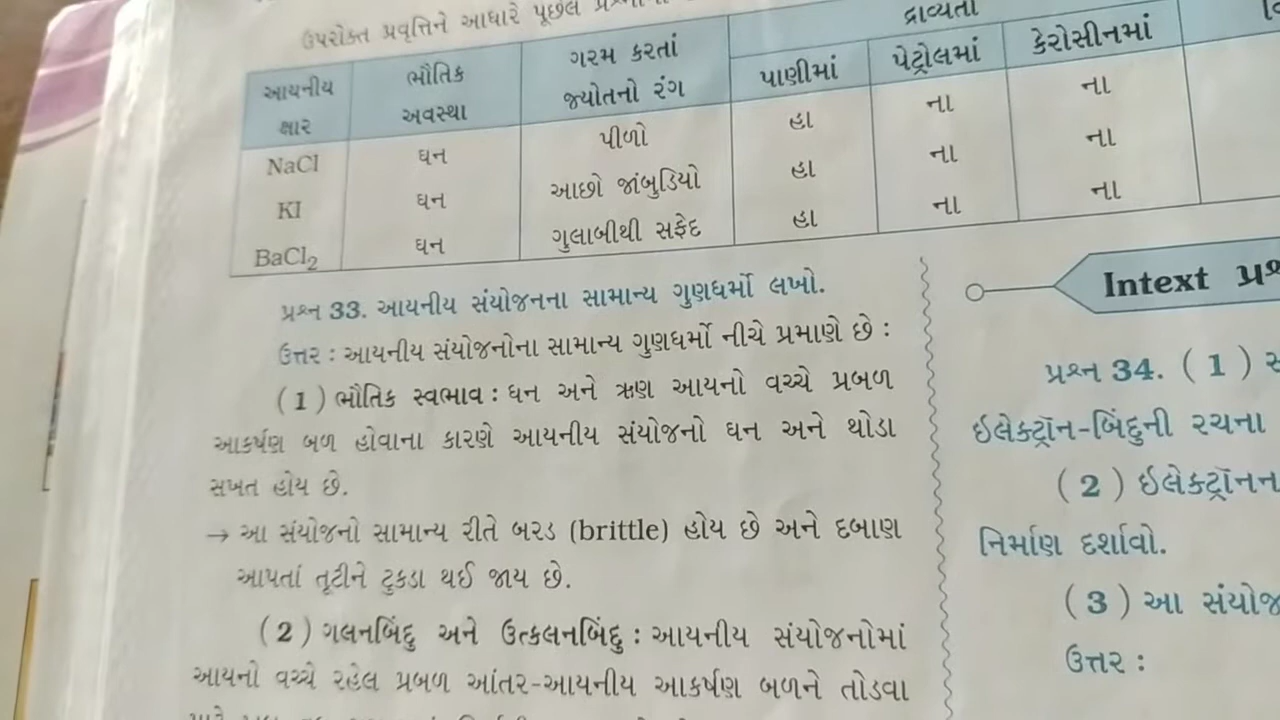 ઉપરોક્ત પ્રવૃત્તિને આધારે પૂછેલ
દ્રાવ્યતા
આયનીય ક્ષાર ભૌતિક અવસ્થા ગરમ કરતાં જ્યોતનો રંગ પાણીમાં પેટ્રોલમાં કેરોસીનમાં
NaCl ઘન પીળો હા ના ના
KI ઘન આછો જાંબુડિયો હા ના ના
BaCl₂ ઘન ગુલાબીથી સફેદ હા ના ના
પ્રશ્ન 33. આયનીય સંયોજનના સામાન્ય ગુણધર્મો લખો.
ઉત્તર : આયનીય સંયોજનોના સામાન્ય ગુણધર્મો નીચે પ્રમાણે છે :
( 1 ) ભૌતિક સ્વભાવ : ઘન અને ઋણ આયનો વચ્ચે પ્રબળ
આકર્ષણ બળ હોવાના કારણે આયનીય સંયોજનો ઘન અને થોડા
સખત હોય છે.
→ આ સંયોજનો સામાન્ય રીતે બરડ (brittle) હોય છે અને દબાણ
આપતાં તૂટીને ટુકડા થઈ જાય છે.
( 2 ) ગલનબિંદુ અને ઉત્કલનબિંદુ : આયનીય સંયોજનોમાં
આયનો વચ્ચે રહેલ પ્રબળ આંતર-આયનીય આકર્ષણ બળને તોડવા
Intext
પ્રશ્ન 34. ( 1 )
ઇલેક્ટ્રૉન-બિંદુની રચના
( 2 ) ઇલેક્ટ્રૉનન
નિર્માણ દર્શાવો.
( 3 ) આ
ઉત્તર :